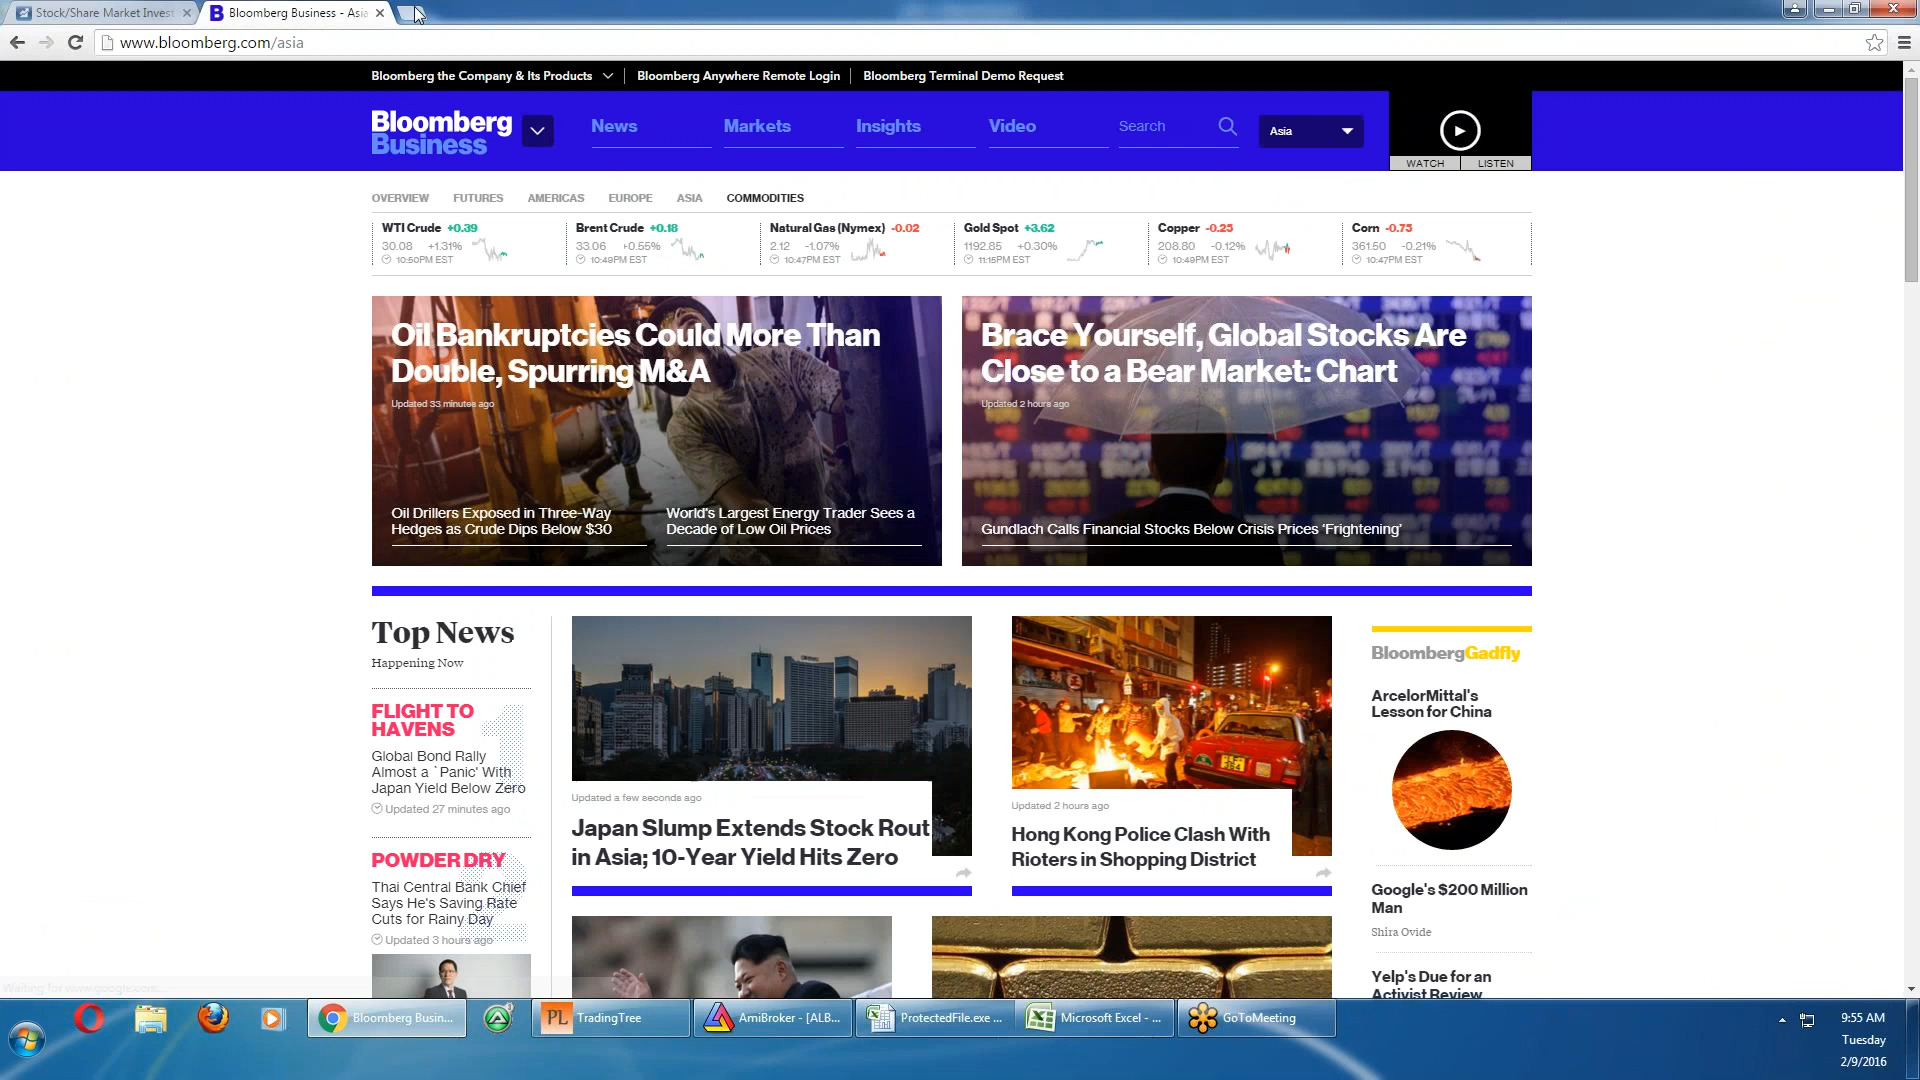 Stock/Share Market Invest
Bloomberg Business - Asia
www.bloomberg.com/asia
Bloomberg the Company & Its Products
Bloomberg Anywhere Remote Login
Bloomberg Terminal Demo Request
Bloomberg
Business
News
Markets
Insights
Video
Search
Asia
WATCH
LISTEN
OVERVIEW
FUTURES
AMERICAS
EUROPE
ASIA
COMMODITIES
WTI Crude +0.39
30.08 +1.31%
10:50PM EST
Brent Crude +0.18
33.06 +0.55%
10:49PM EST
Natural Gas (Nymex) -0.02
2.12 -1.07%
10:47PM EST
Gold Spot +3.62
1192.85 +0.30%
11:15PM EST
Copper -0.25
208.80 -0.12%
10:49PM EST
Corn -0.75
361.50 -0.21%
10:47PM EST
Oil Bankruptcies Could More Than
Double, Spurring M&A
Updated 33 minutes ago
Oil Drillers Exposed in Three-Way
Hedges as Crude Dips Below $30
World's Largest Energy Trader Sees a
Decade of Low Oil Prices
Brace Yourself, Global Stocks Are
Close to a Bear Market: Chart
Updated 2 hours ago
Gundlach Calls Financial Stocks Below Crisis Prices ‘Frightening’
Top News
Happening Now
1
FLIGHT TO
HAVENS
Global Bond Rally
Almost a `Panic' With
Japan Yield Below Zero
Updated 27 minutes ago
2
POWDER DRY
Thai Central Bank Chief
Says He's Saving Rate
Cuts for Rainy Day
Updated 3 hours ago
Updated a few seconds ago
Japan Slump Extends Stock Rout
in Asia; 10-Year Yield Hits Zero
Updated 2 hours ago
Hong Kong Police Clash With
Rioters in Shopping District
BloombergGadfly
ArcelorMittal's
Lesson for China
Google's $200 Million
Man
Shira Ovide
Yelp's Due for an
Activist Review
Waiting for www.google.com...
Bloomberg Busin...
PL TradingTree
AmiBroker - [ALB...
ProtectedFile.exe ...
Microsoft Excel - ...
GoToMeeting
9:55 AM
Tuesday
2/9/2016